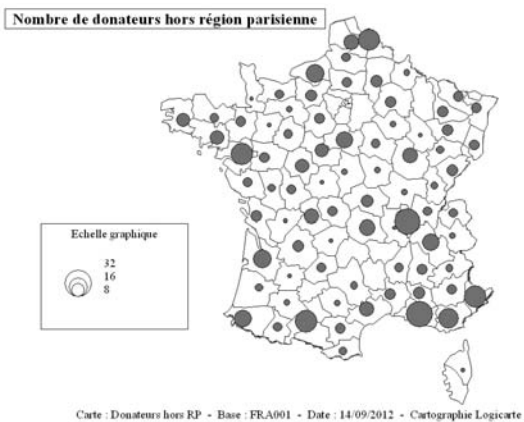 Nombre de donateurs hors région parisienne
Echelle graphique
32
16
8
Carte : Donateurs hors RP - Base : FRA001 - Date : 14/09/2012 - Cartographie Logicarte